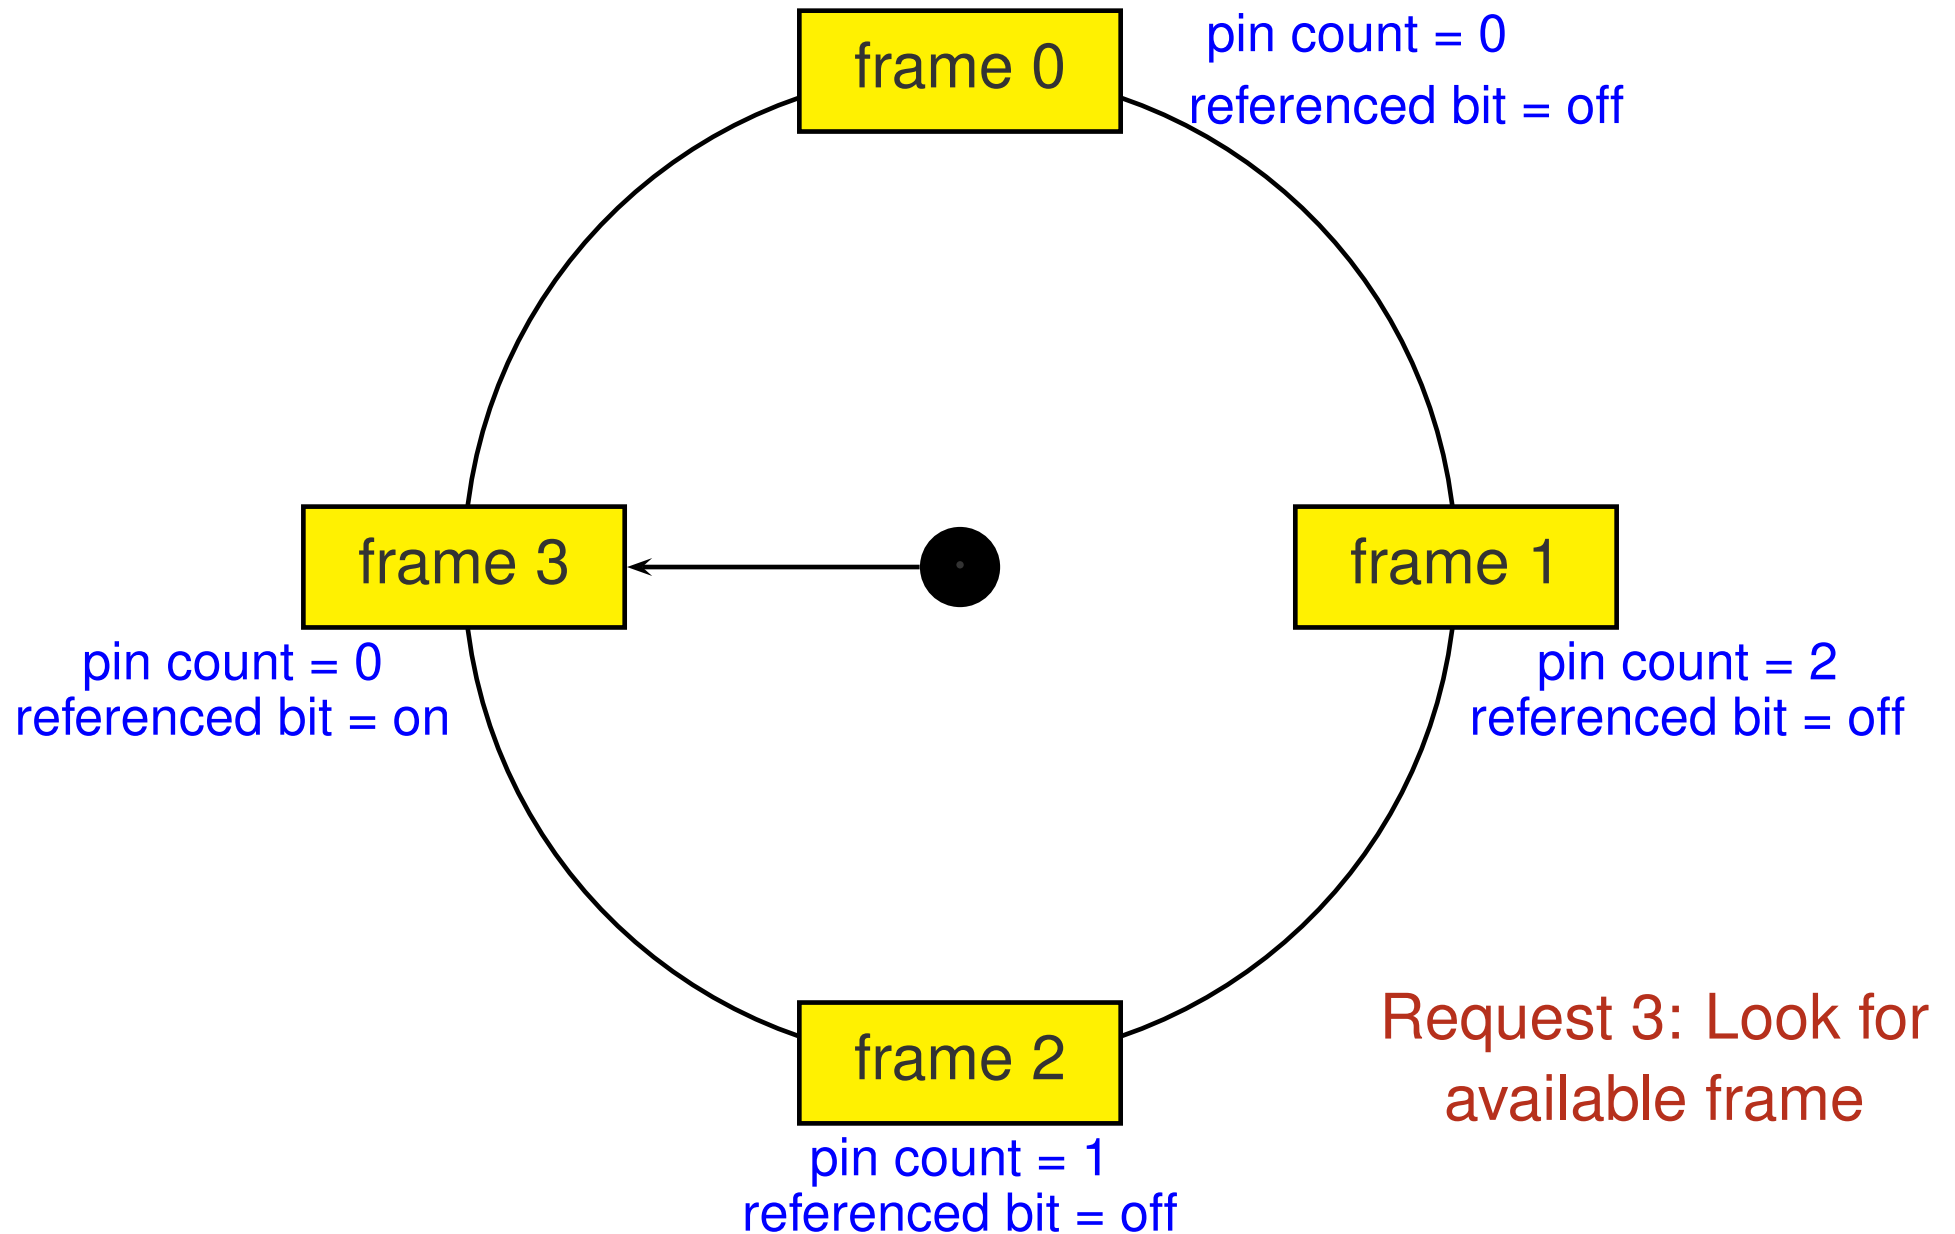 frame 0
pin count = 0
referenced bit = off
frame 3
pin count = 0
referenced bit = on
frame 1
pin count = 2
referenced bit = off
frame 2
pin count = 1
referenced bit = off
Request 3: Look for
available frame